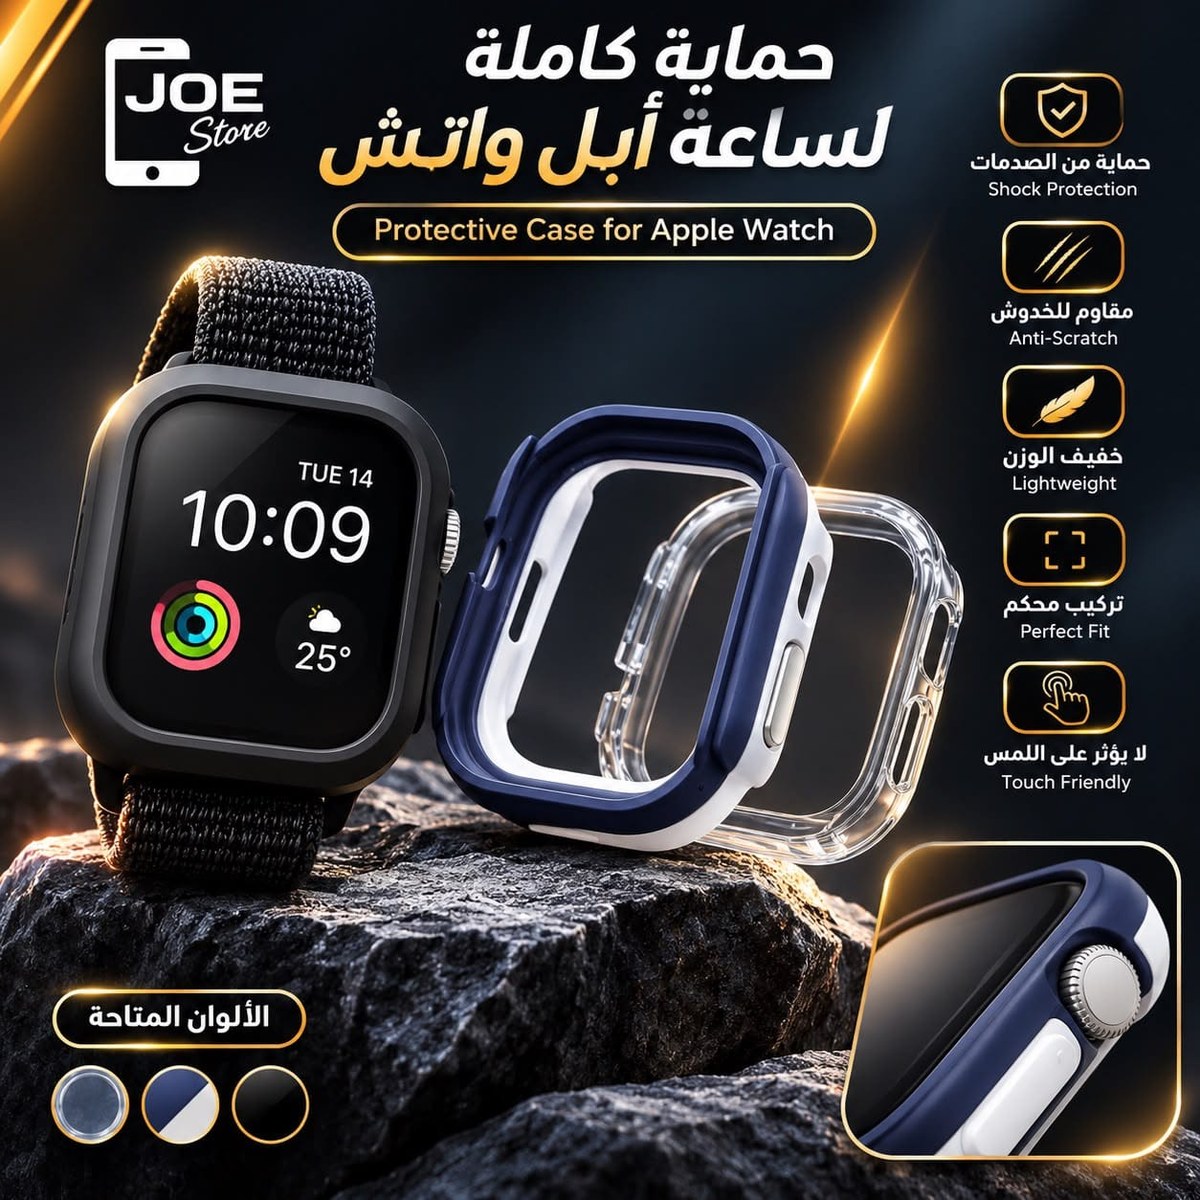 JOE
Store
حماية كاملة
لساعة أبل واتش
Protective Case for Apple Watch
حماية من الصدمات
Shock Protection
مقاوم للخدوش
Anti-Scratch
خفيف الوزن
Lightweight
تركيب محكم
Perfect Fit
لا يؤثر على اللمس
Touch Friendly
TUE 14
10:09
25°
الألوان المتاحة